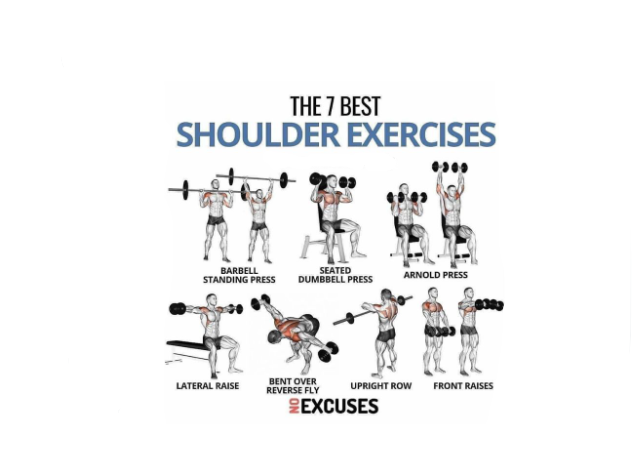 THE 7 BEST
SHOULDER EXERCISES
BARBELL
STANDING PRESS
SEATED
DUMBBELL PRESS
ARNOLD PRESS
LATERAL RAISE
BENT OVER
REVERSE FLY
UPRIGHT ROW
FRONT RAISES
NO EXCUSES